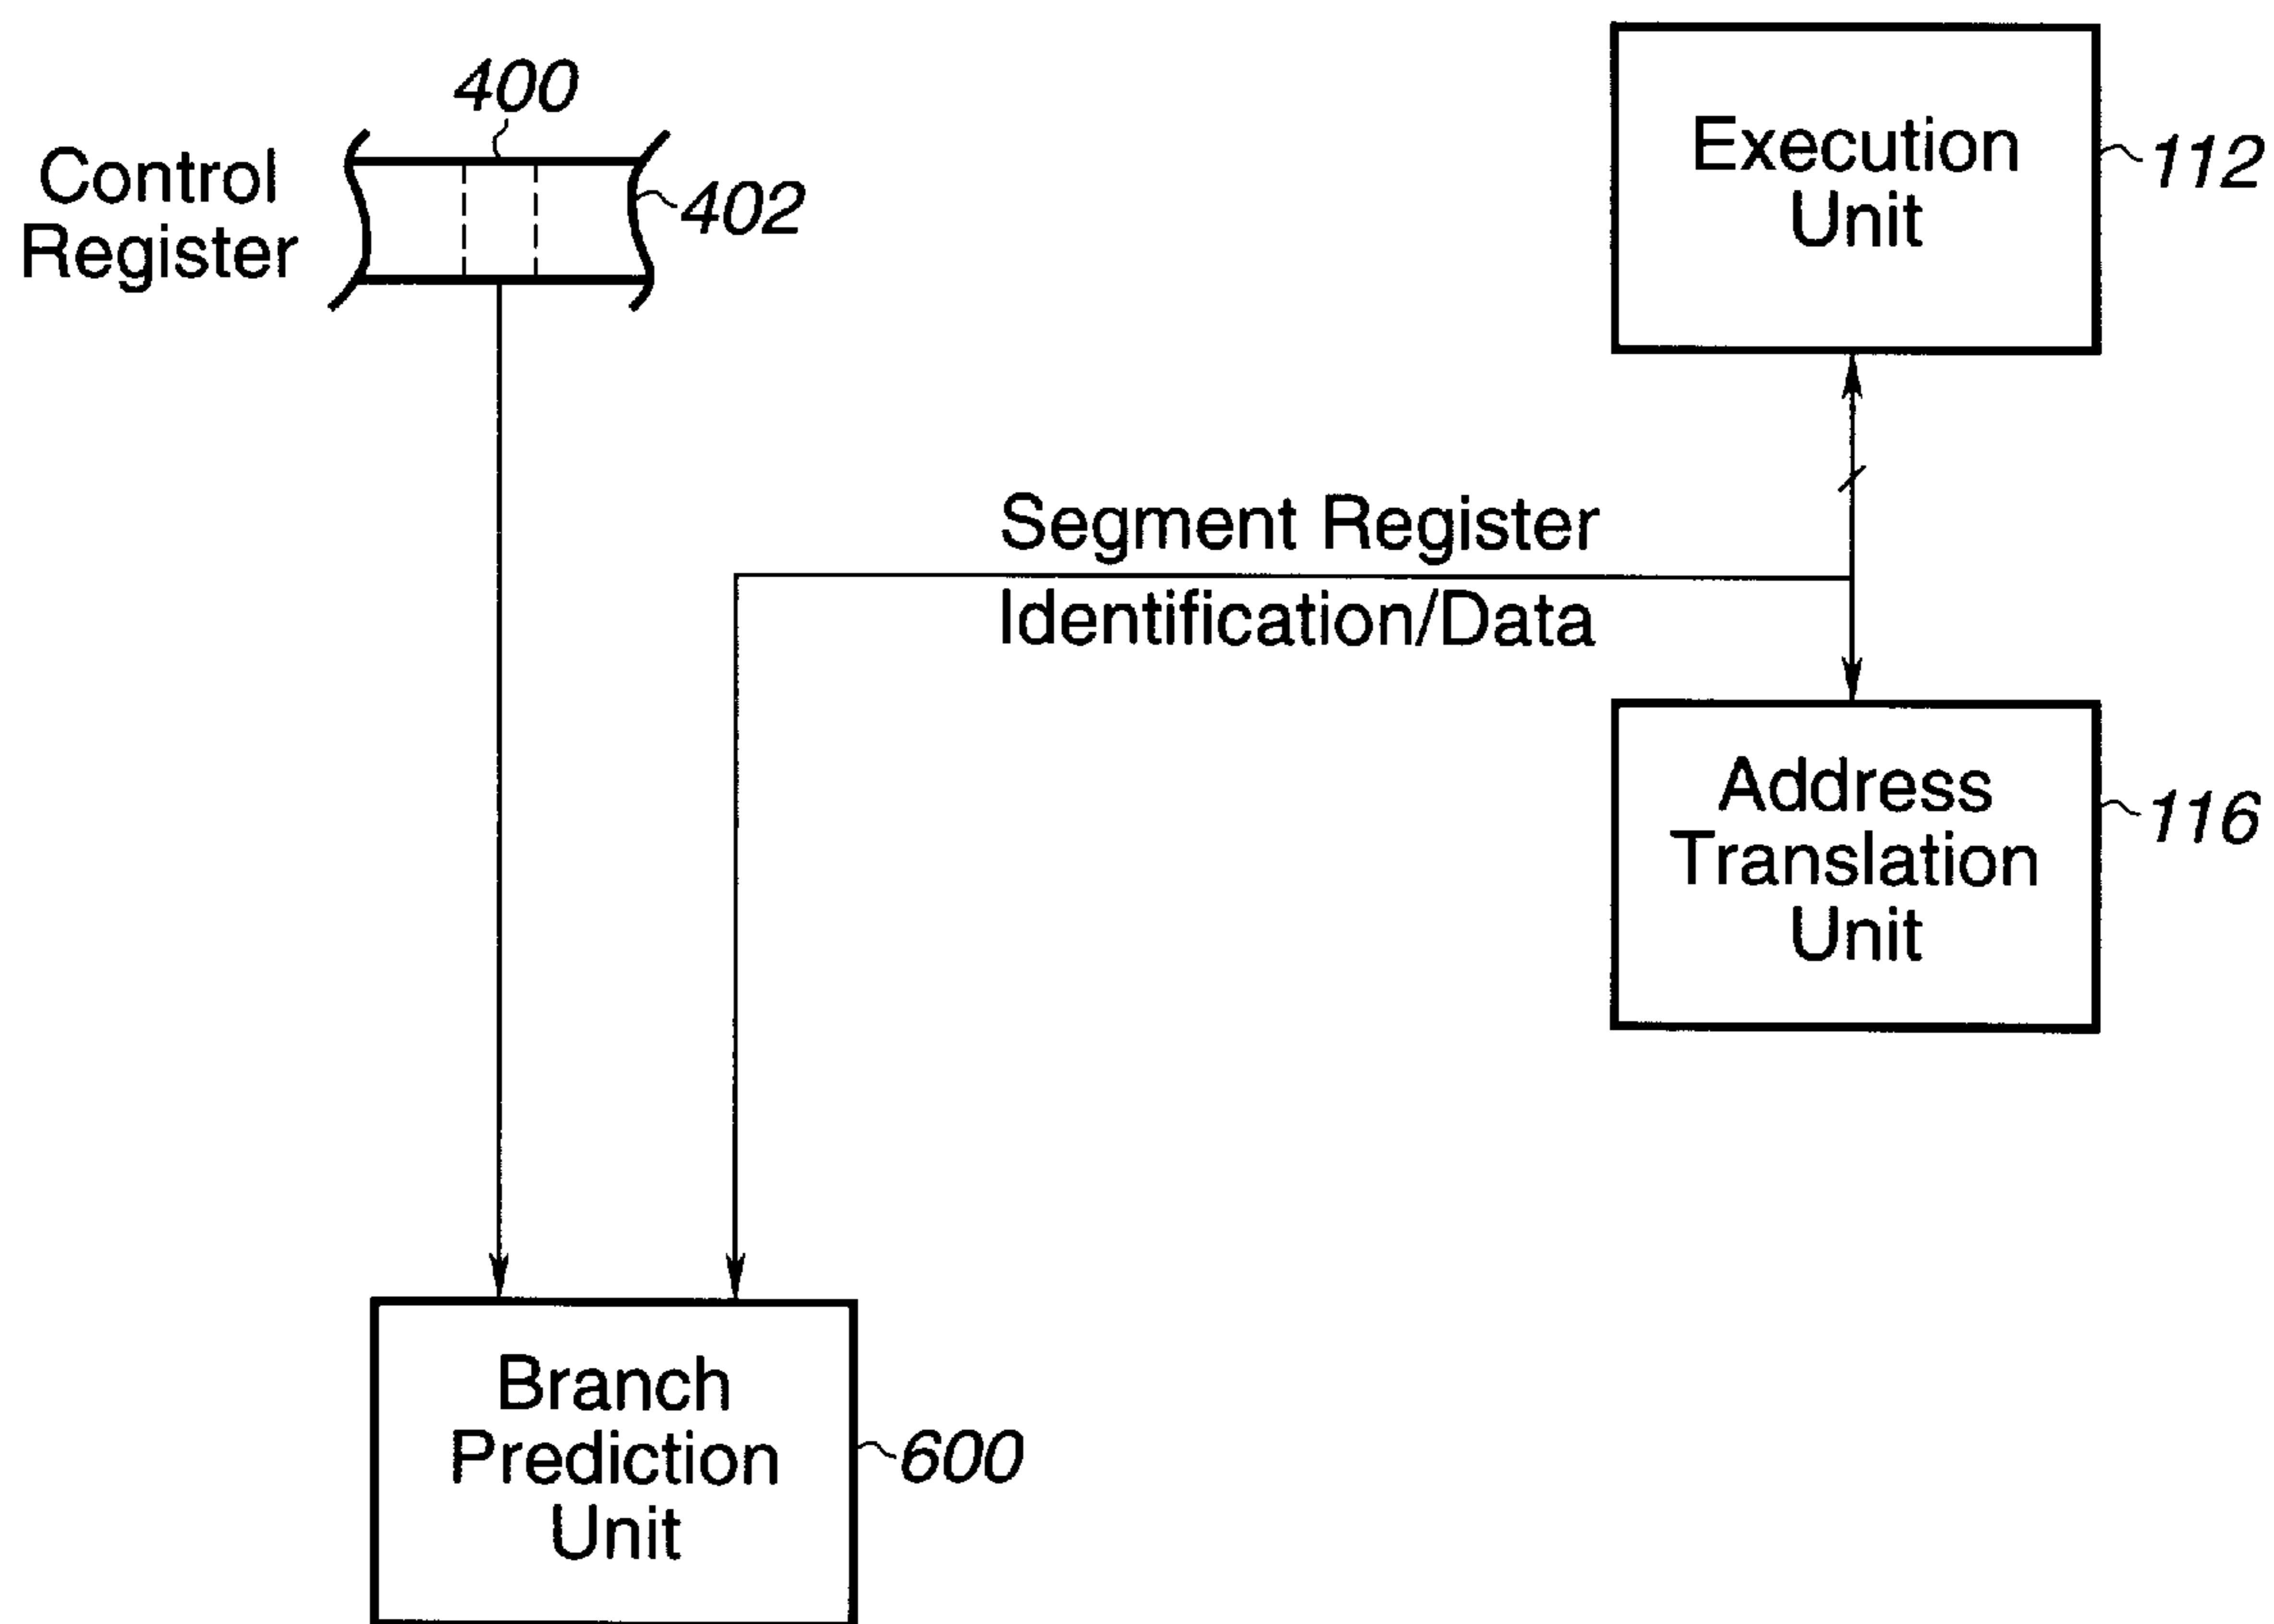 400
Control
Register
402
Execution
Unit
112
Segment Register
Identification/Data
Address
Translation
Unit
116
Branch
Prediction
Unit
600